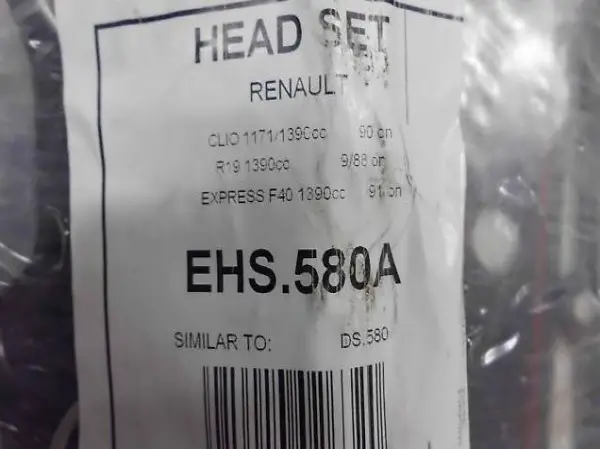 HEAD SET
RENAULT
CLIO 1171/1390cc 90 on
R19 1390cc 9/88 on
EXPRESS F40 1390cc 91 on
EHS.580A
SIMILAR TO: DS.580